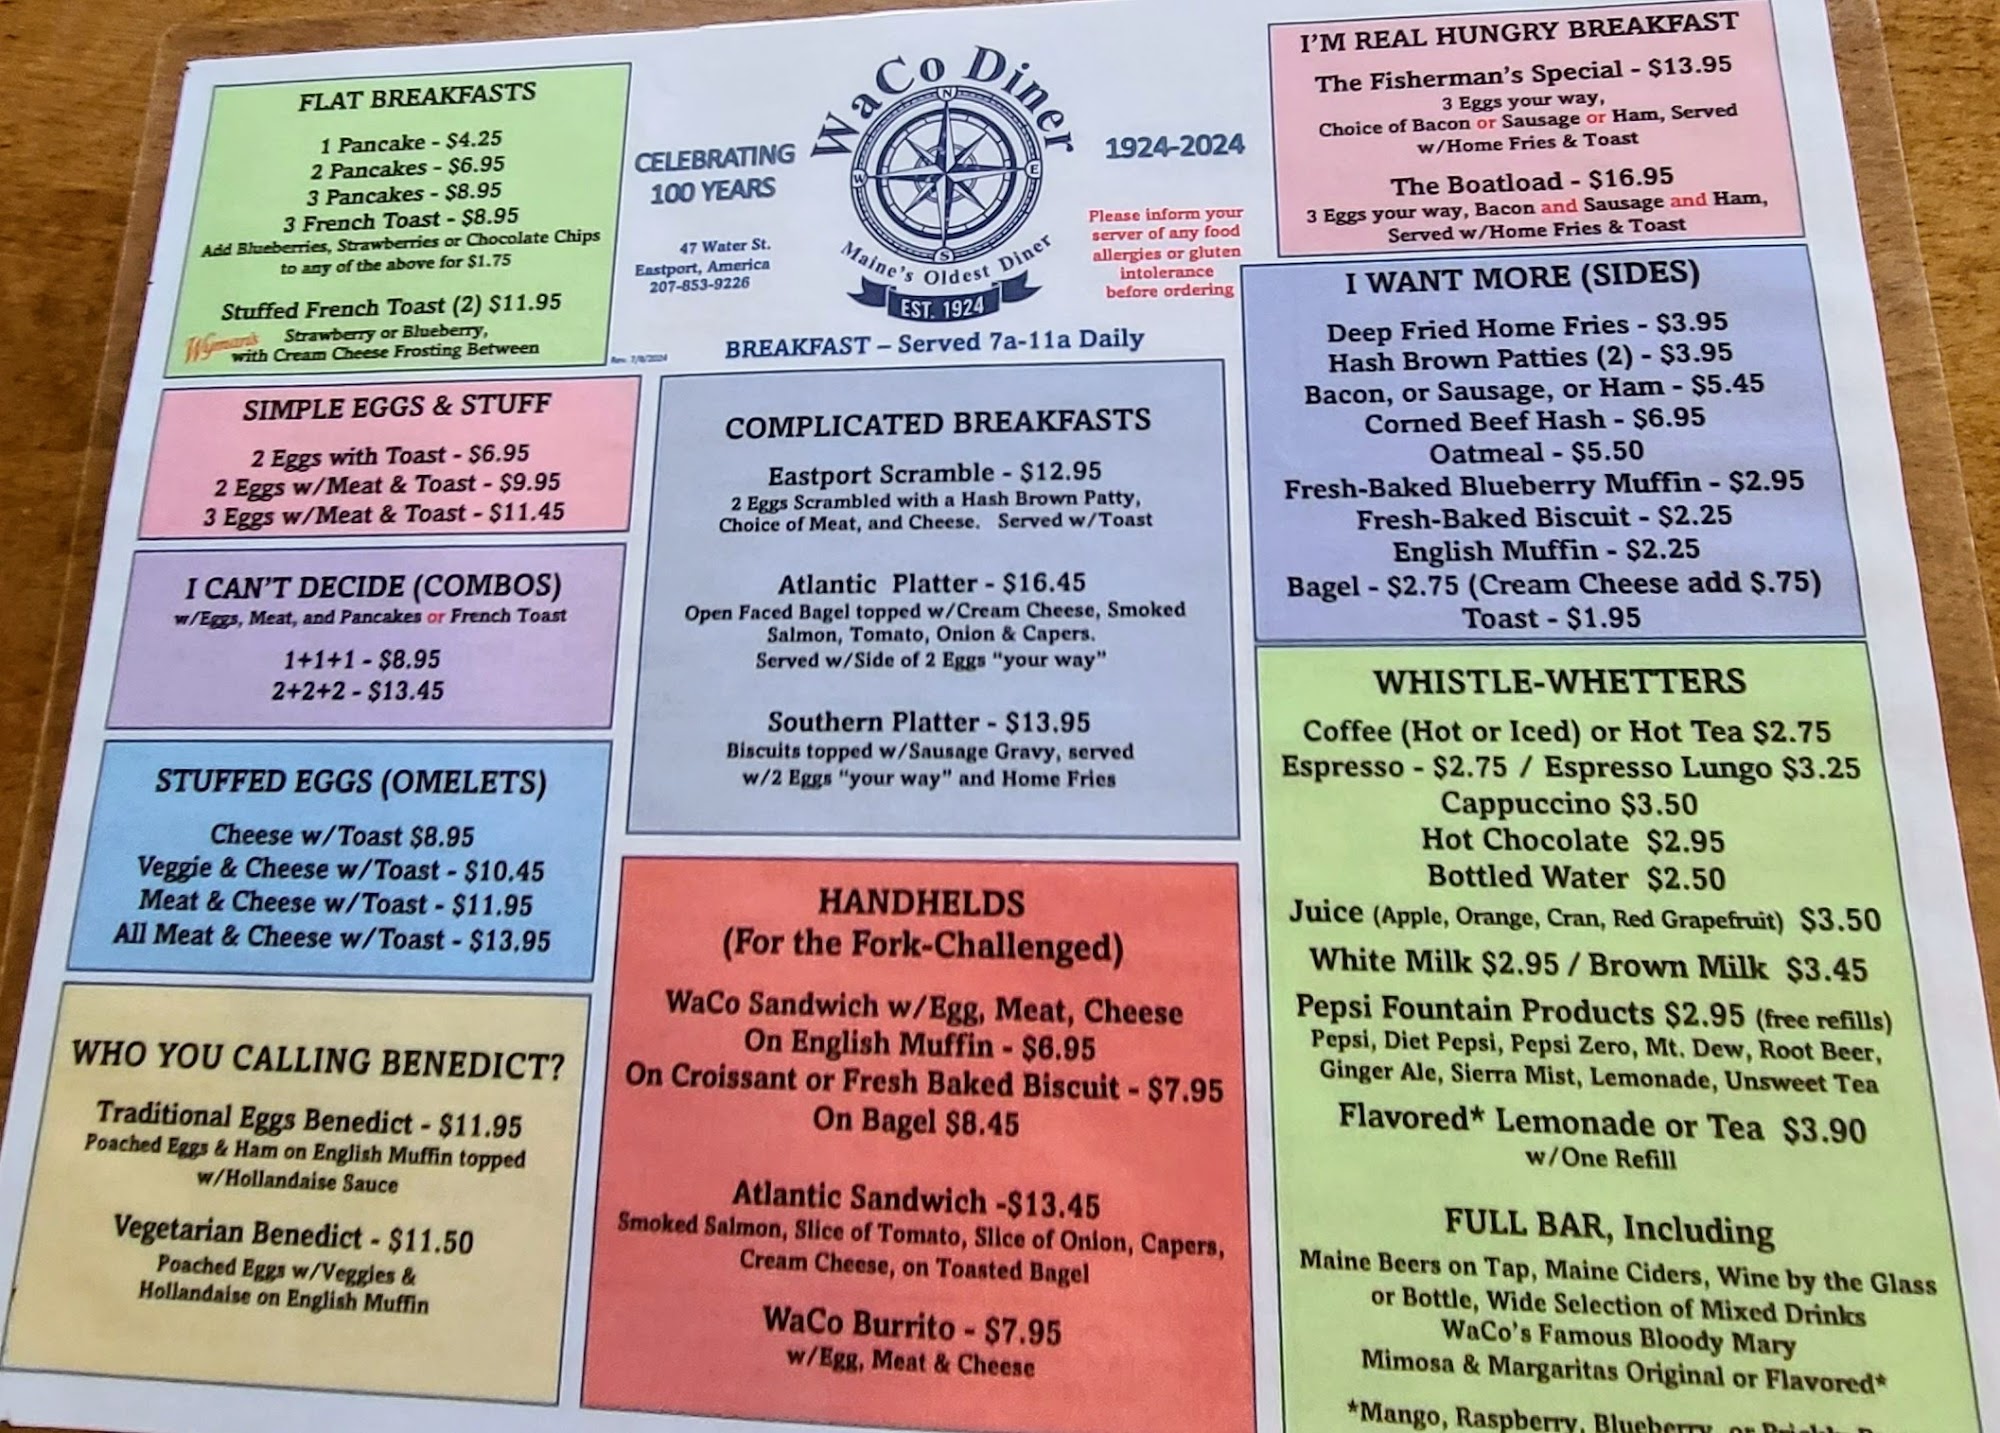 FLAT BREAKFASTS
1 Pancake - $4.25
2 Pancakes - $6.95
3 Pancakes - $8.95
3 French Toast - $8.95
Add Blueberries, Strawberries or Chocolate Chips
to any of the above for $1.75
Stuffed French Toast (2) $11.95
Wyman's
Strawberry or Blueberry,
with Cream Cheese Frosting Between
SIMPLE EGGS & STUFF
2 Eggs with Toast - $6.95
2 Eggs w/Meat & Toast - $9.95
3 Eggs w/Meat & Toast - $11.45
I CAN'T DECIDE (COMBOS)
w/Eggs, Meat, and Pancakes or French Toast
1+1+1 - $8.95
2+2+2 - $13.45
STUFFED EGGS (OMELETS)
Cheese w/Toast $8.95
Veggie & Cheese w/Toast - $10.45
Meat & Cheese w/Toast - $11.95
All Meat & Cheese w/Toast - $13.95
WHO YOU CALLING BENEDICT?
Traditional Eggs Benedict - $11.95
Poached Eggs & Ham on English Muffin topped
w/Hollandaise Sauce
Vegetarian Benedict - $11.50
Poached Eggs w/Veggies &
Hollandaise on English Muffin
CELEBRATING
100 YEARS
47 Water St.
Eastport, America
207-853-9226
Rev. 7/8/2024
WaCo Diner
N
W
E
S
Maine's Oldest Diner
EST. 1924
1924-2024
Please inform your
server of any food
allergies or gluten
intolerance
before ordering
BREAKFAST – Served 7a-11a Daily
COMPLICATED BREAKFASTS
Eastport Scramble - $12.95
2 Eggs Scrambled with a Hash Brown Patty,
Choice of Meat, and Cheese. Served w/Toast
Atlantic Platter - $16.45
Open Faced Bagel topped w/Cream Cheese, Smoked
Salmon, Tomato, Onion & Capers.
Served w/Side of 2 Eggs "your way"
Southern Platter - $13.95
Biscuits topped w/Sausage Gravy, served
w/2 Eggs "your way" and Home Fries
HANDHELDS
(For the Fork-Challenged)
WaCo Sandwich w/Egg, Meat, Cheese
On English Muffin - $6.95
On Croissant or Fresh Baked Biscuit - $7.95
On Bagel $8.45
Atlantic Sandwich -$13.45
Smoked Salmon, Slice of Tomato, Slice of Onion, Capers,
Cream Cheese, on Toasted Bagel
WaCo Burrito - $7.95
w/Egg, Meat & Cheese
I'M REAL HUNGRY BREAKFAST
The Fisherman's Special - $13.95
3 Eggs your way,
Choice of Bacon or Sausage or Ham, Served
w/Home Fries & Toast
The Boatload - $16.95
3 Eggs your way, Bacon and Sausage and Ham,
Served w/Home Fries & Toast
I WANT MORE (SIDES)
Deep Fried Home Fries - $3.95
Hash Brown Patties (2) - $3.95
Bacon, or Sausage, or Ham - $5.45
Corned Beef Hash - $6.95
Oatmeal - $5.50
Fresh-Baked Blueberry Muffin - $2.95
Fresh-Baked Biscuit - $2.25
English Muffin - $2.25
Bagel - $2.75 (Cream Cheese add $.75)
Toast - $1.95
WHISTLE-WHETTERS
Coffee (Hot or Iced) or Hot Tea $2.75
Espresso - $2.75 / Espresso Lungo $3.25
Cappuccino $3.50
Hot Chocolate $2.95
Bottled Water $2.50
Juice (Apple, Orange, Cran, Red Grapefruit) $3.50
White Milk $2.95 / Brown Milk $3.45
Pepsi Fountain Products $2.95 (free refills)
Pepsi, Diet Pepsi, Pepsi Zero, Mt. Dew, Root Beer,
Ginger Ale, Sierra Mist, Lemonade, Unsweet Tea
Flavored* Lemonade or Tea $3.90
w/One Refill
FULL BAR, Including
Maine Beers on Tap, Maine Ciders, Wine by the Glass
or Bottle, Wide Selection of Mixed Drinks
WaCo's Famous Bloody Mary
Mimosa & Margaritas Original or Flavored*
*Mango, Raspberry, Blueberry, or